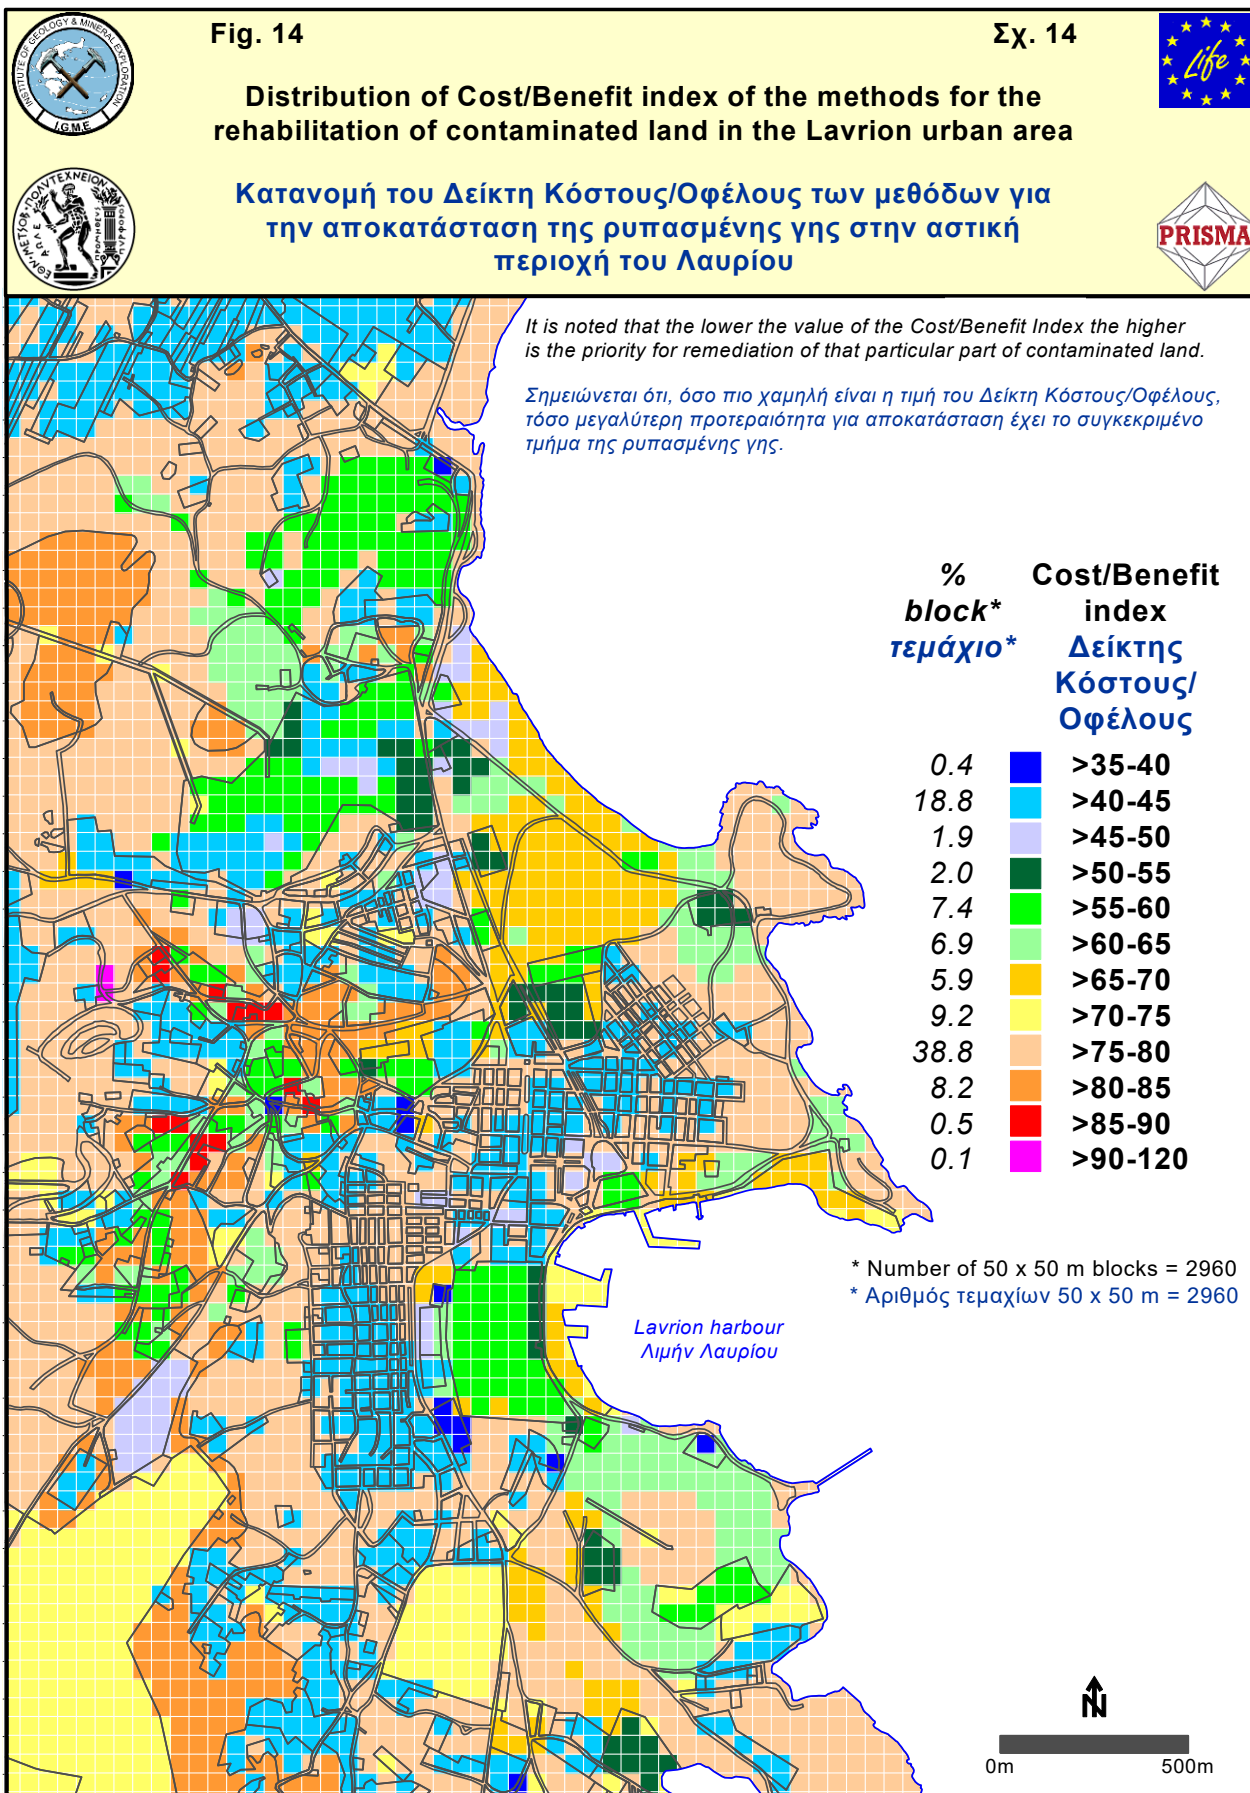 Fig. 14
Σχ. 14
INSTITUTE OF GEOLOGY & MINERAL EXPLORATION
I.G.M.E.
Life
Distribution of Cost/Benefit index of the methods for the
rehabilitation of contaminated land in the Lavrion urban area
Κατανομή του Δείκτη Κόστους/Οφέλους των μεθόδων για
την αποκατάσταση της ρυπασμένης γης στην αστική
περιοχή του Λαυρίου
PRISMA
It is noted that the lower the value of the Cost/Benefit Index the higher
is the priority for remediation of that particular part of contaminated land.
Σημειώνεται ότι, όσο πιο χαμηλή είναι η τιμή του Δείκτη Κόστους/Οφέλους,
τόσο μεγαλύτερη προτεραιότητα για αποκατάσταση έχει το συγκεκριμένο
τμήμα της ρυπασμένης γης.
% Cost/Benefit
block* index
τεμάχιο* Δείκτης
Κόστους/
Οφέλους
0.4 >35-40
18.8 >40-45
1.9 >45-50
2.0 >50-55
7.4 >55-60
6.9 >60-65
5.9 >65-70
9.2 >70-75
38.8 >75-80
8.2 >80-85
0.5 >85-90
0.1 >90-120
* Number of 50 x 50 m blocks = 2960
* Αριθμός τεμαχίων 50 x 50 m = 2960
Lavrion harbour
Λιμήν Λαυρίου
N
0m 500m